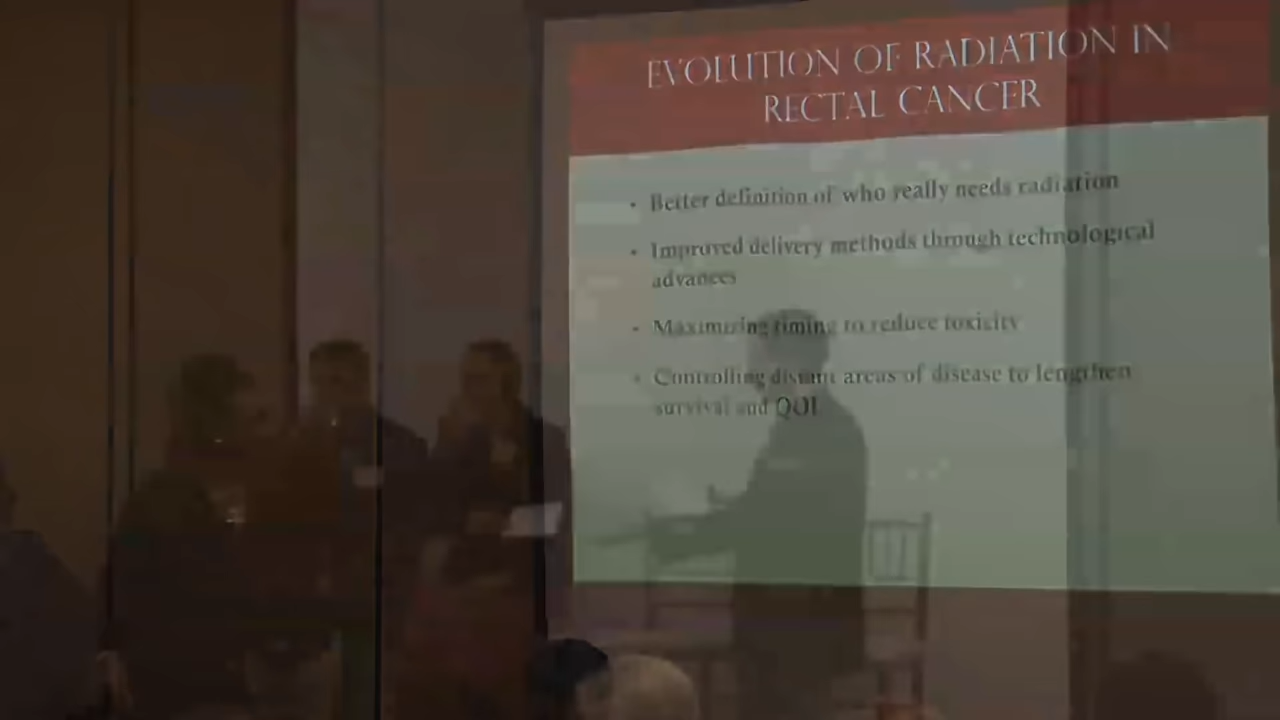 EVOLUTION OF RADIATION IN
RECTAL CANCER
• Better definition of who really needs radiation
• Improved delivery methods through technological
advances
• Maximizing timing to reduce toxicity
• Controlling distant areas of disease to lengthen
survival and QOL